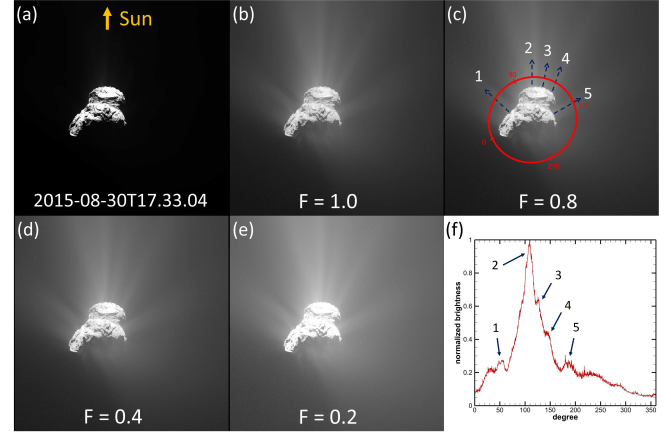 (a)
Sun
2015-08-30T17.33.04
(b)
F = 1.0
(c)
1
2
3
4
5
90
0
F = 0.8
(d)
F = 0.4
(e)
F = 0.2
(f)
normalized brightness
1
0.8
0.6
0.4
0.2
0
2
3
4
1
5
0 50 100 150 200 250 300 350
degree